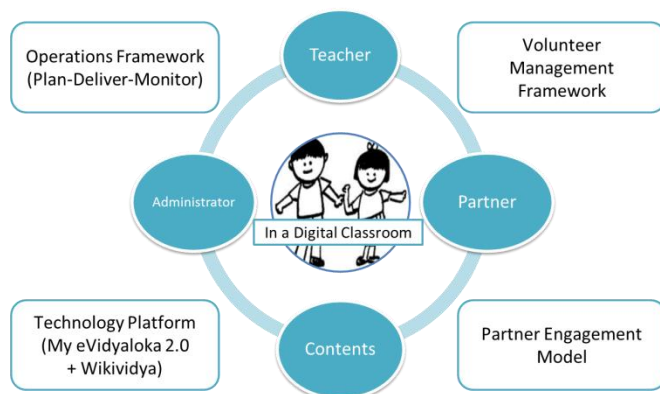 Operations Framework
(Plan-Deliver-Monitor)
Teacher
Volunteer
Management
Framework
Administrator
In a Digital Classroom
Partner
Technology Platform
(My eVidyaloka 2.0
+ Wikividya)
Contents
Partner Engagement
Model